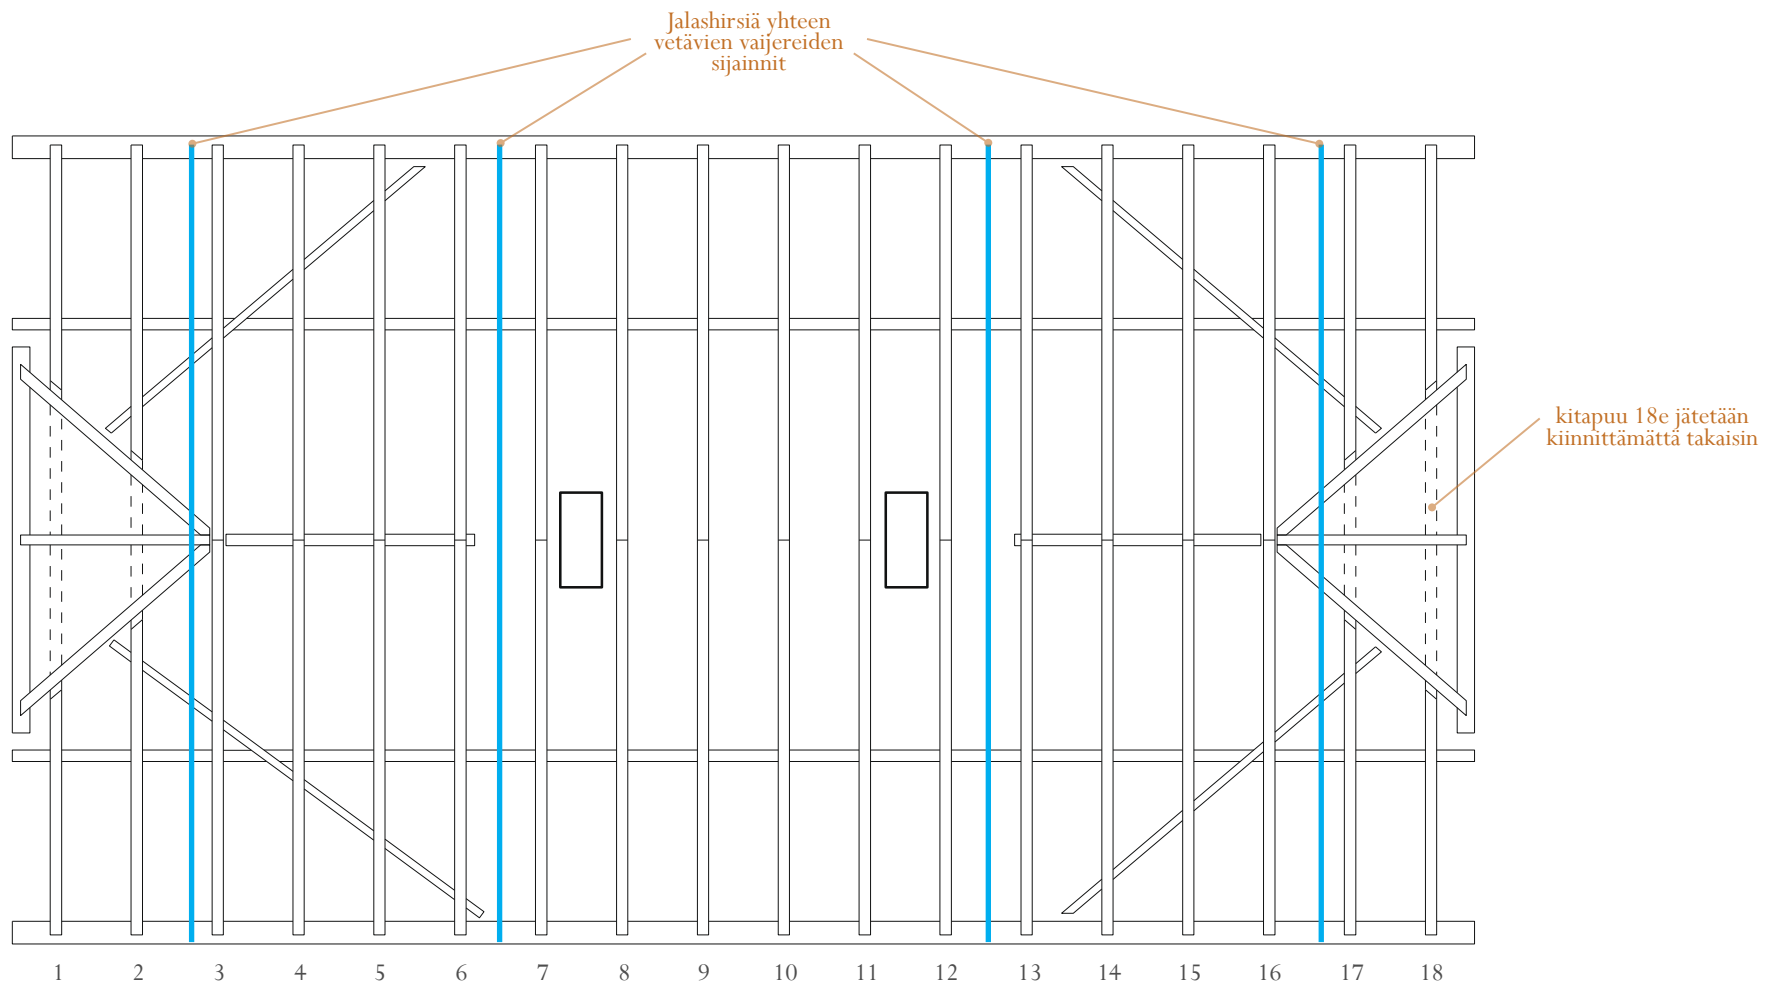 Jalashirsiä yhteen
vetävien vaijereiden
sijainnit
kitapuu 18e jätetään
kiinnittämättä takaisin
1 2 3 4 5 6 7 8 9 10 11 12 13 14 15 16 17 18